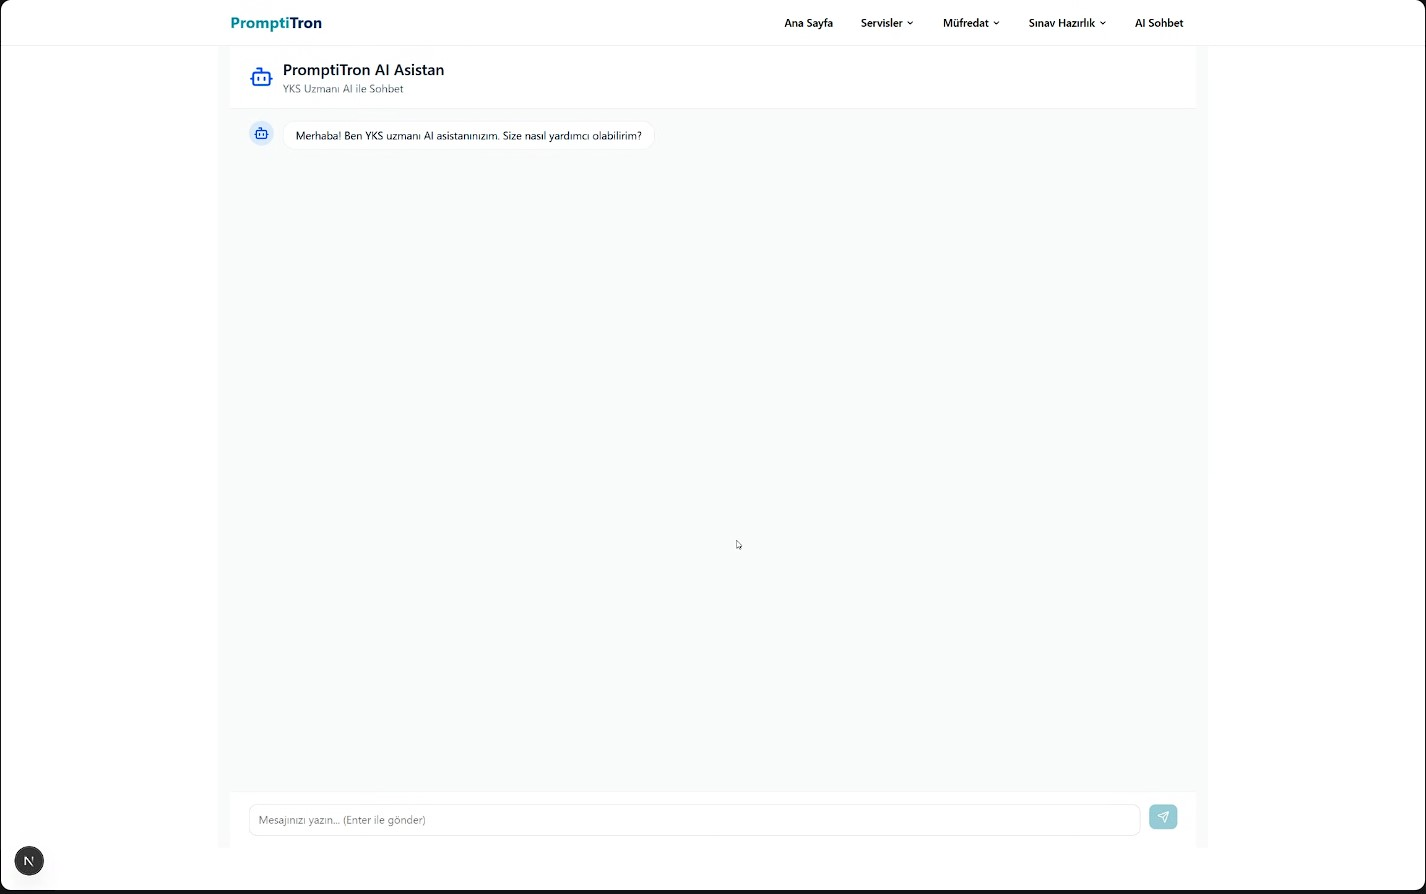 PromptiTron
Ana Sayfa
Servisler
Müfredat
Sınav Hazırlık
AI Sohbet
PromptiTron AI Asistan
YKS Uzmanı AI ile Sohbet
Merhaba! Ben YKS uzmanı AI asistanınızım. Size nasıl yardımcı olabilirim?
Mesajınızı yazın... (Enter ile gönder)
N